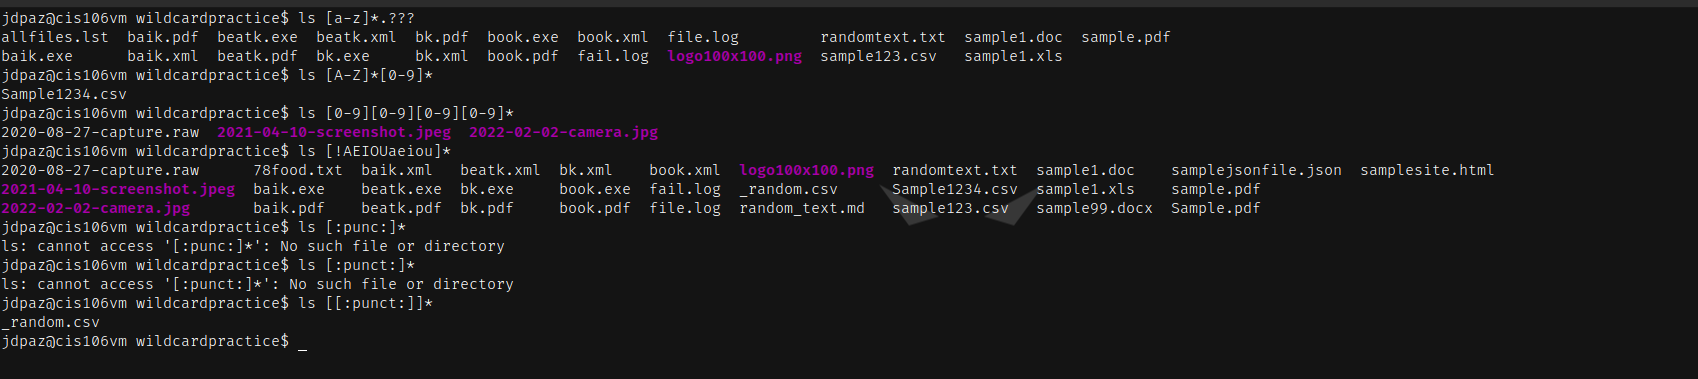 jdpaz@cis106vm wildcardpractice$ ls [a-z]*.???
allfiles.lst  baik.pdf  beatk.exe  beatk.xml  bk.pdf  book.exe  book.xml  file.log           randomtext.txt  sample1.doc  sample.pdf
baik.exe      baik.xml  beatk.pdf  bk.exe     bk.xml  book.pdf  fail.log  logo100x100.png  sample123.csv   sample1.xls
jdpaz@cis106vm wildcardpractice$ ls [A-Z]*[0-9]*
Sample1234.csv
jdpaz@cis106vm wildcardpractice$ ls [0-9][0-9][0-9][0-9]*
2020-08-27-capture.raw  2021-04-10-screenshot.jpeg  2022-02-02-camera.jpg
jdpaz@cis106vm wildcardpractice$ ls [!AEIOUaeiou]*
2020-08-27-capture.raw      78food.txt  baik.xml   beatk.xml  bk.xml    book.xml  logo100x100.png  randomtext.txt  sample1.doc    samplejsonfile.json  samplesite.html
2021-04-10-screenshot.jpeg  baik.exe    beatk.exe  bk.exe     book.exe  fail.log  _random.csv      Sample1234.csv  sample1.xls    sample.pdf
2022-02-02-camera.jpg       baik.pdf    beatk.pdf  bk.pdf     book.pdf  file.log  random_text.md   sample123.csv   sample99.docx  Sample.pdf
jdpaz@cis106vm wildcardpractice$ ls [:punc:]*
ls: cannot access '[:punc:]*': No such file or directory
jdpaz@cis106vm wildcardpractice$ ls [:punct:]*
ls: cannot access '[:punct:]*': No such file or directory
jdpaz@cis106vm wildcardpractice$ ls [[:punct:]]*
_random.csv
jdpaz@cis106vm wildcardpractice$ _